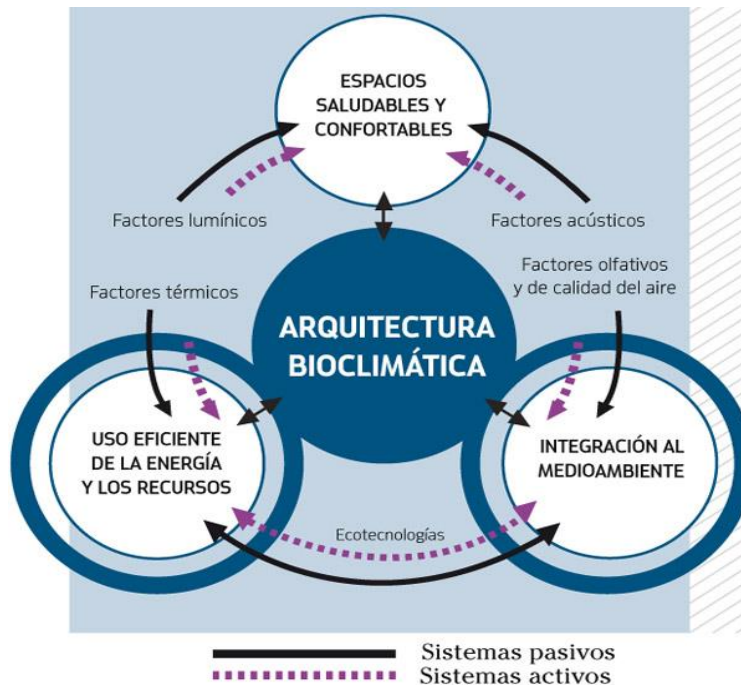 ESPACIOS
SALUDABLES Y
CONFORTABLES
Factores lumínicos
Factores acústicos
Factores térmicos
Factores olfativos
y de calidad del aire
ARQUITECTURA
BIOCLIMÁTICA
USO EFICIENTE
DE LA ENERGÍA
Y LOS RECURSOS
INTEGRACIÓN AL
MEDIOAMBIENTE
Ecotecnologías
Sistemas pasivos
Sistemas activos